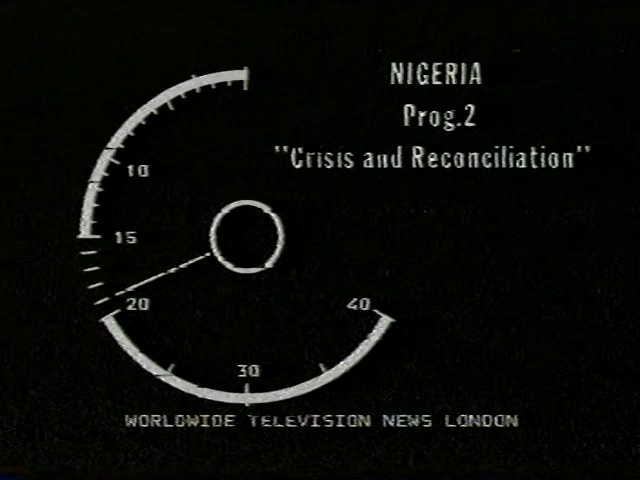 NIGERIA
Prog.2
"Crisis and Reconciliation"
10
15
20
40
30
WORLDWIDE TELEVISION NEWS LONDON